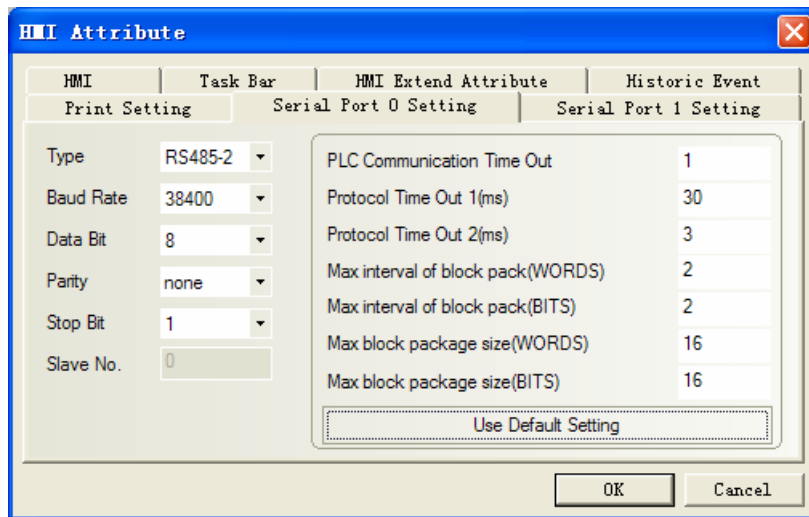 HMI Attribute
HMI Task Bar HMI Extend Attribute Historic Event
Print Setting Serial Port 0 Setting Serial Port 1 Setting
Type RS485-2
Baud Rate 38400
Data Bit 8
Parity none
Stop Bit 1
Slave No. 0
PLC Communication Time Out 1
Protocol Time Out 1(ms) 30
Protocol Time Out 2(ms) 3
Max interval of block pack(WORDS) 2
Max interval of block pack(BITS) 2
Max block package size(WORDS) 16
Max block package size(BITS) 16
Use Default Setting
OK Cancel